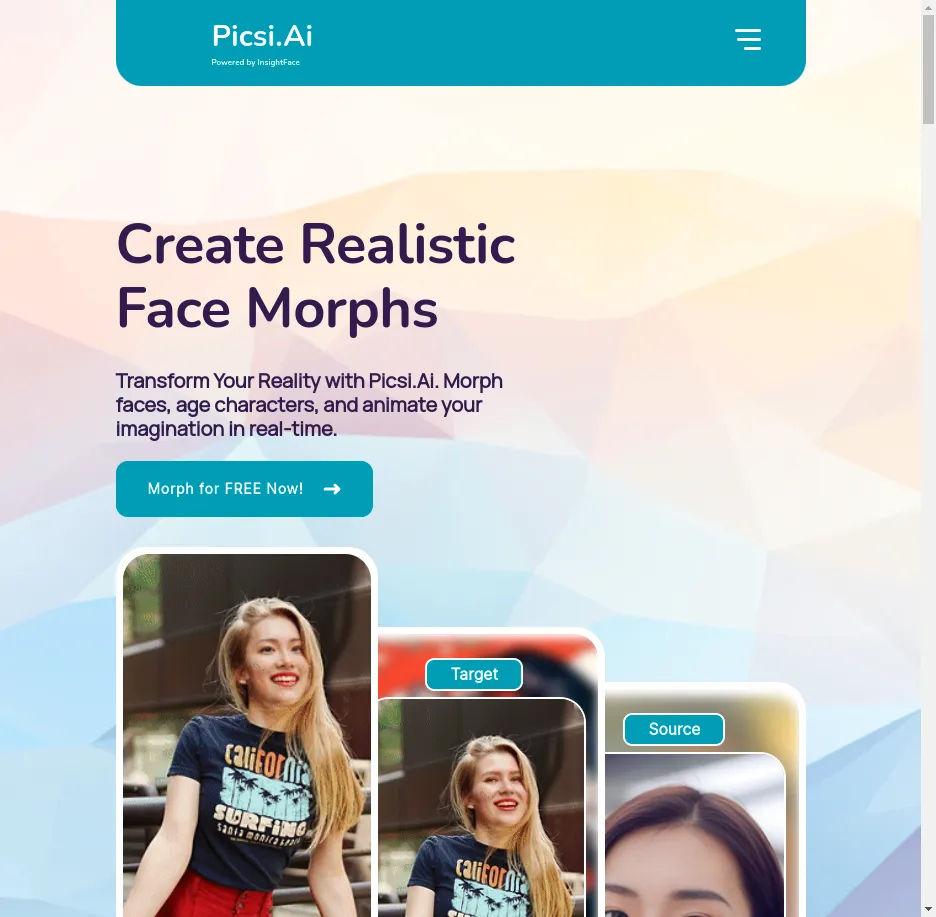 Picsi.Ai
Powered by InsightFace
Create Realistic
Face Morphs
Transform Your Reality with Picsi.Ai. Morph
faces, age characters, and animate your
imagination in real-time.
Morph for FREE Now!
Target
Source
california
SURFING
santa monica beach
california
SURFING